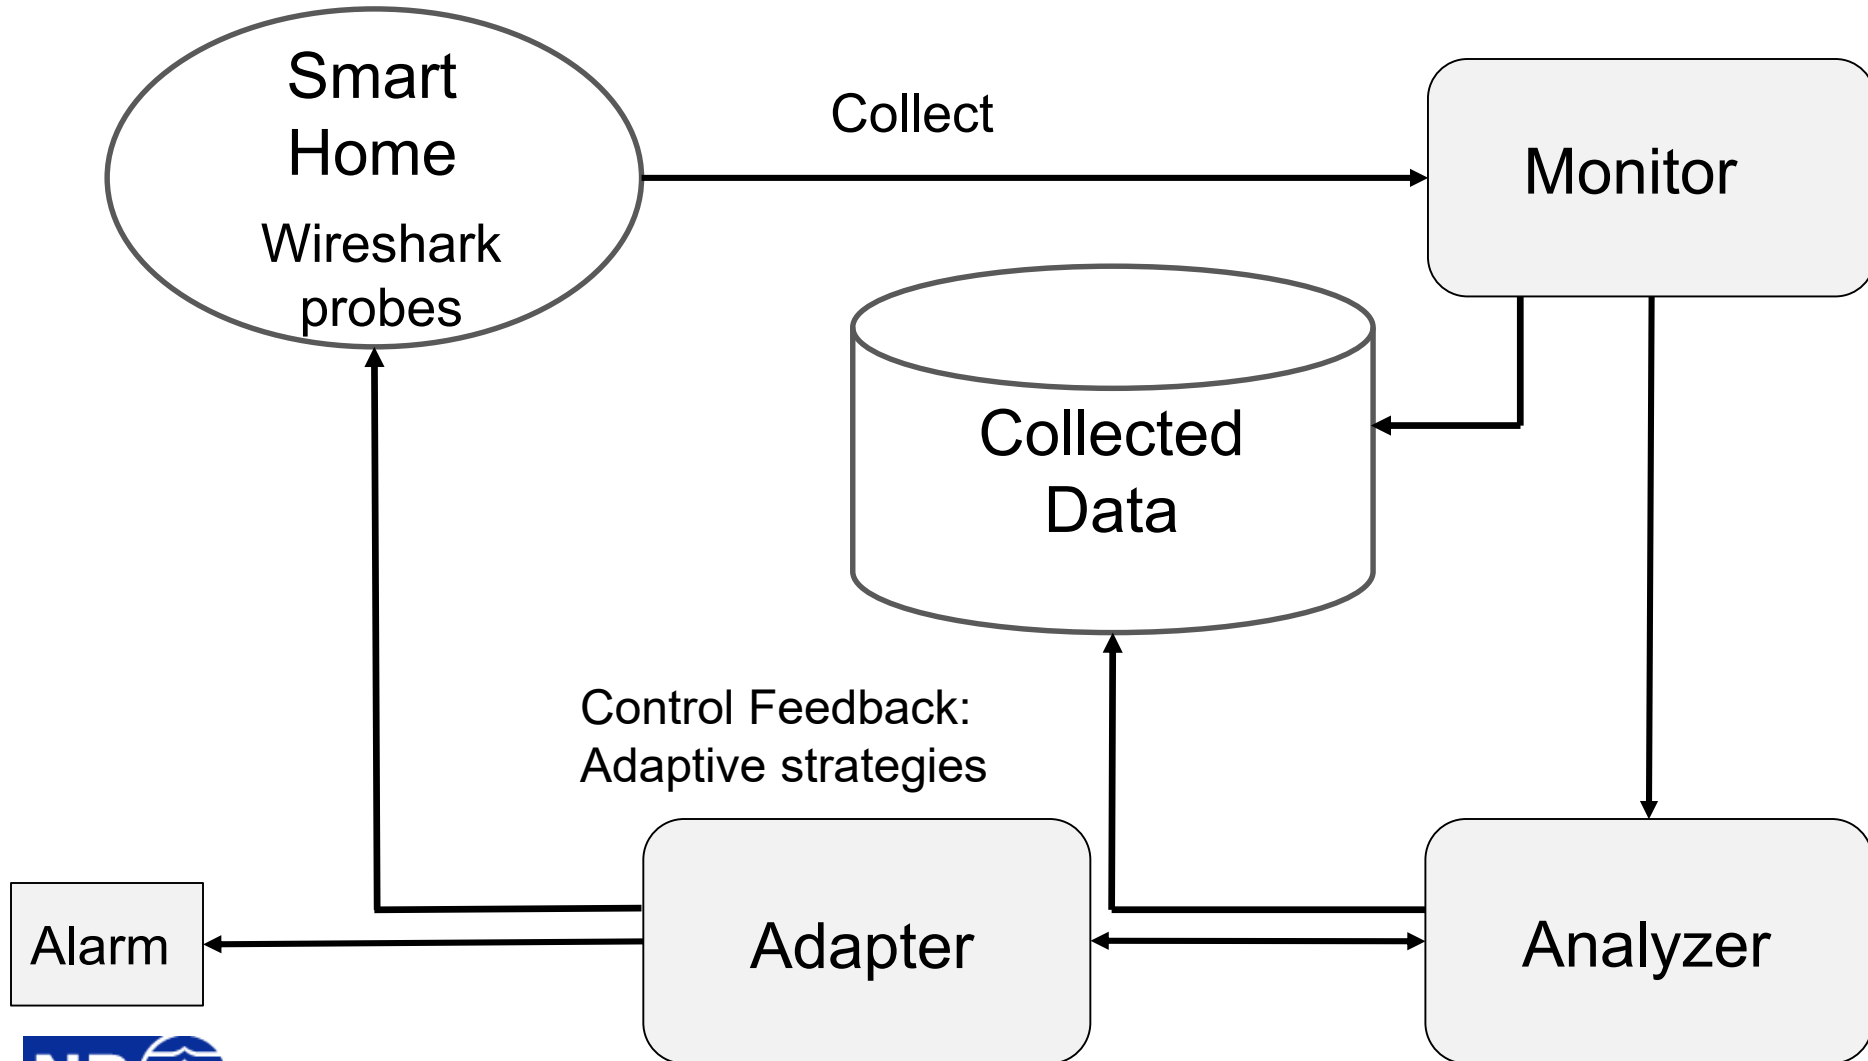 Smart
Home
Wireshark
probes
Collect
Monitor
Collected
Data
Control Feedback:
Adaptive strategies
Alarm
Adapter
Analyzer